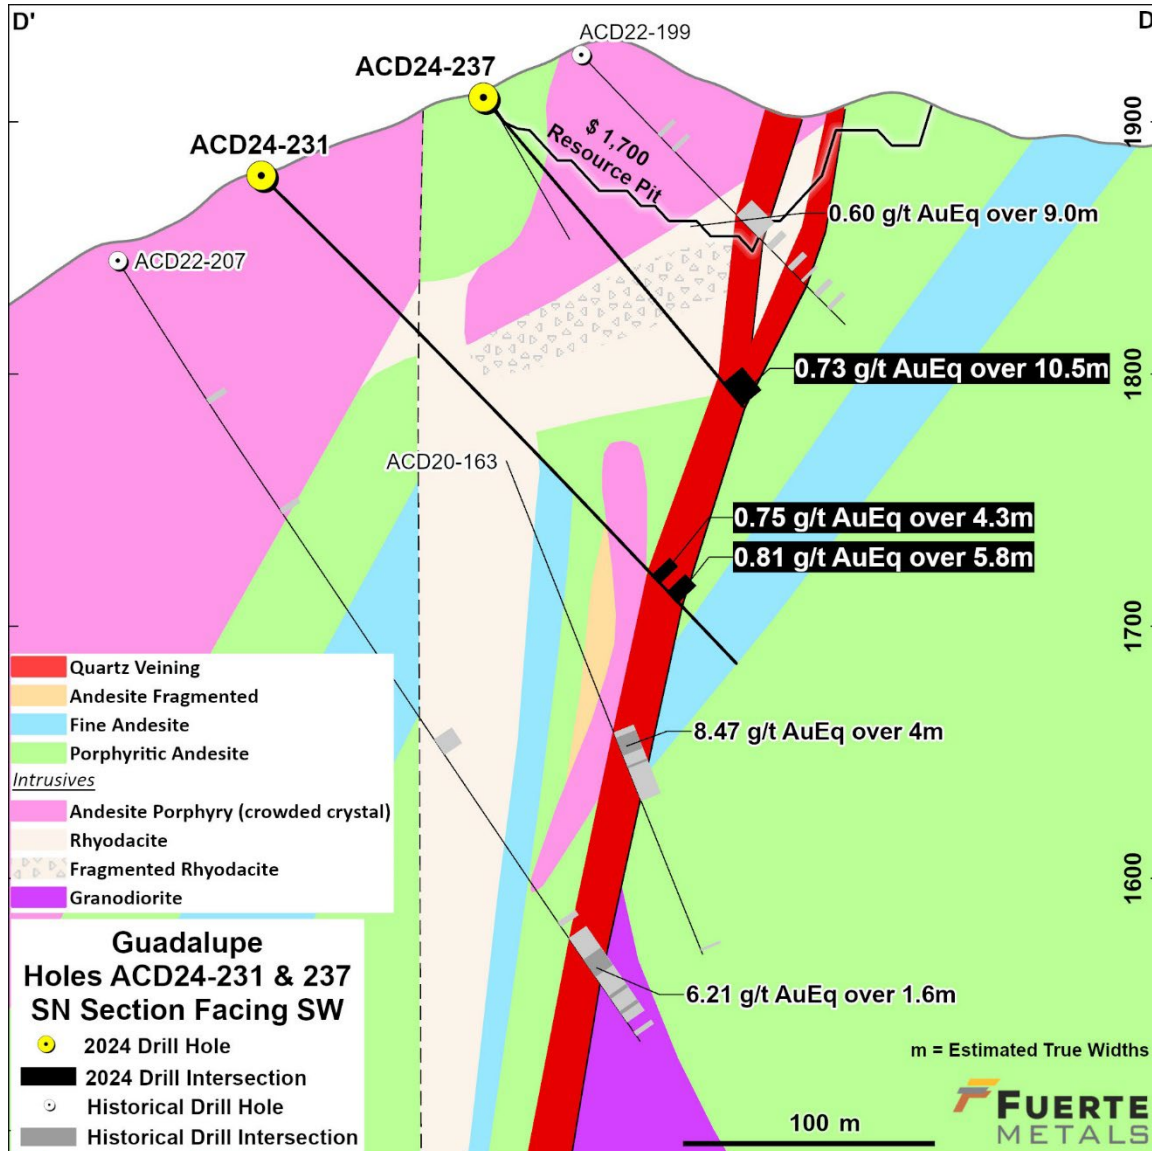 D'
D
ACD22-199
ACD24-237
$ 1,700
Resource Pit
1900
ACD24-231
0.60 g/t AuEq over 9.0m
ACD22-207
0.73 g/t AuEq over 10.5m
1800
ACD20-163
0.75 g/t AuEq over 4.3m
0.81 g/t AuEq over 5.8m
1700
Quartz Veining
Andesite Fragmented
Fine Andesite
Porphyritic Andesite
Intrusives
Andesite Porphyry (crowded crystal)
Rhyodacite
Fragmented Rhyodacite
Granodiorite
8.47 g/t AuEq over 4m
1600
6.21 g/t AuEq over 1.6m
Guadalupe
Holes ACD24-231 & 237
SN Section Facing SW
2024 Drill Hole
2024 Drill Intersection
Historical Drill Hole
Historical Drill Intersection
m = Estimated True Widths
100 m
FUERTE
METALS